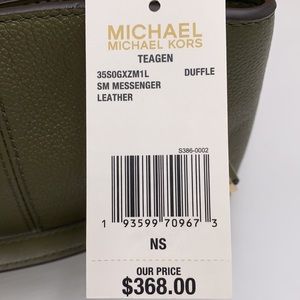 MICHAEL
MICHAEL KORS
TEAGEN
35S0GXZM1L DUFFLE
SM MESSENGER
LEATHER
S386-0002
1 93599 70967 3
NS
OUR PRICE
$368.00